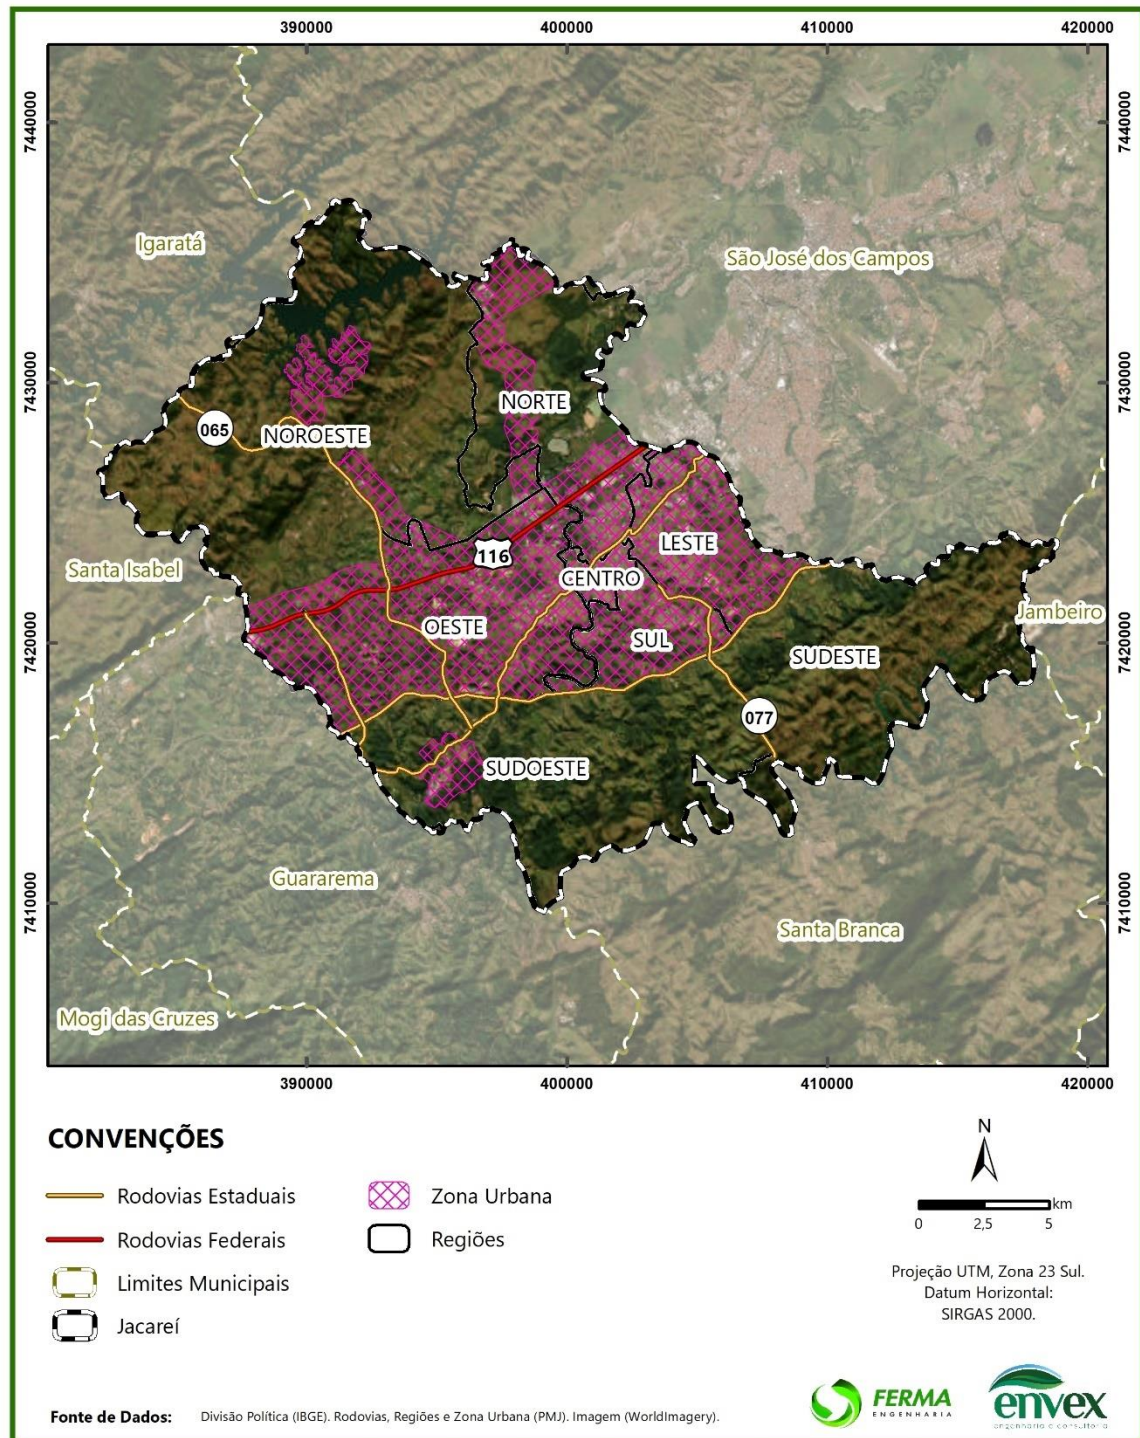 390000 400000 410000 420000
7440000 7440000
Igaratá
São José dos Campos
7430000 7430000
NORTE
065
NOROESTE
LESTE
116
Santa Isabel
CENTRO
Jambeiro
OESTE
SUL
7420000 7420000
SUDESTE
077
SUDOESTE
Guararema
7410000 7410000
Santa Branca
Mogi das Cruzes
390000 400000 410000 420000
CONVENÇÕES
Rodovias Estaduais
Rodovias Federais
Limites Municipais
Jacareí
Zona Urbana
Regiões
N
km
0 2,5 5
Projeção UTM, Zona 23 Sul.
Datum Horizontal:
SIRGAS 2000.
Fonte de Dados: Divisão Política (IBGE). Rodovias, Regiões e Zona Urbana (PMJ). Imagem (WorldImagery).
FERMA
ENGENHARIA
envex
engenharia e consultoria